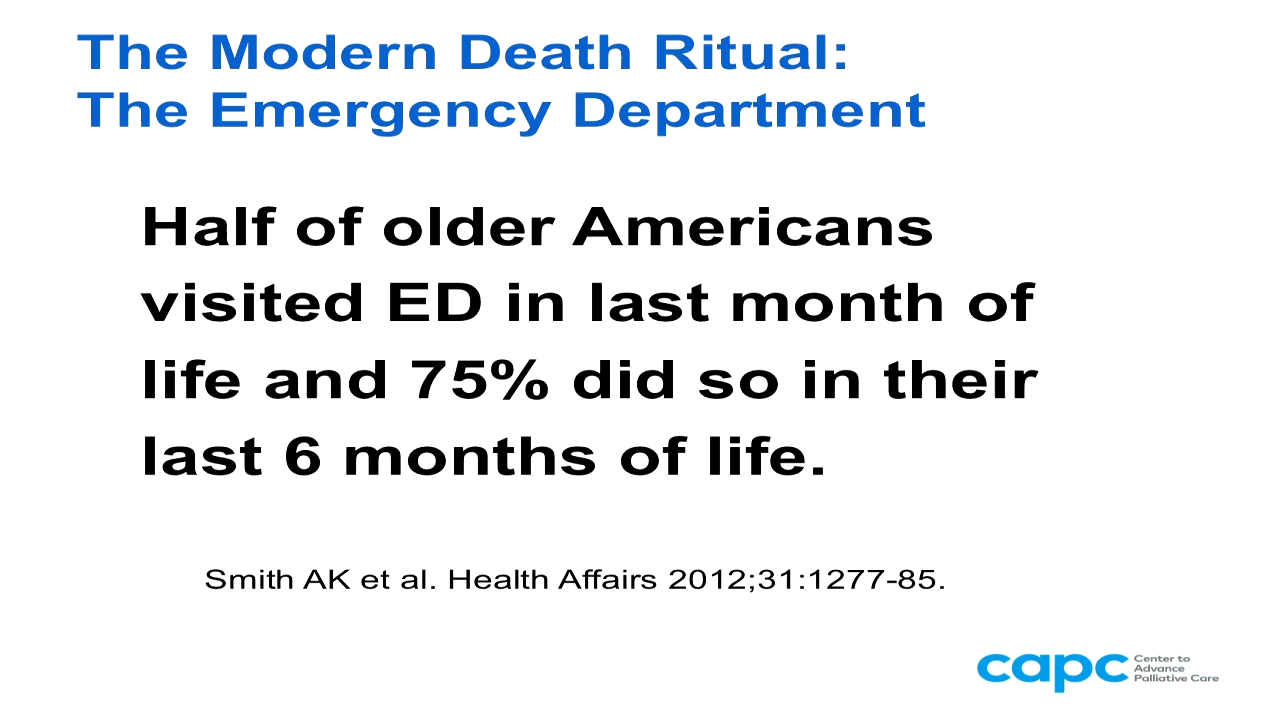 The Modern Death Ritual:
The Emergency Department
Half of older Americans
visited ED in last month of
life and 75% did so in their
last 6 months of life.
Smith AK et al. Health Affairs 2012;31:1277-85.
capc
Center to
Advance
Palliative Care